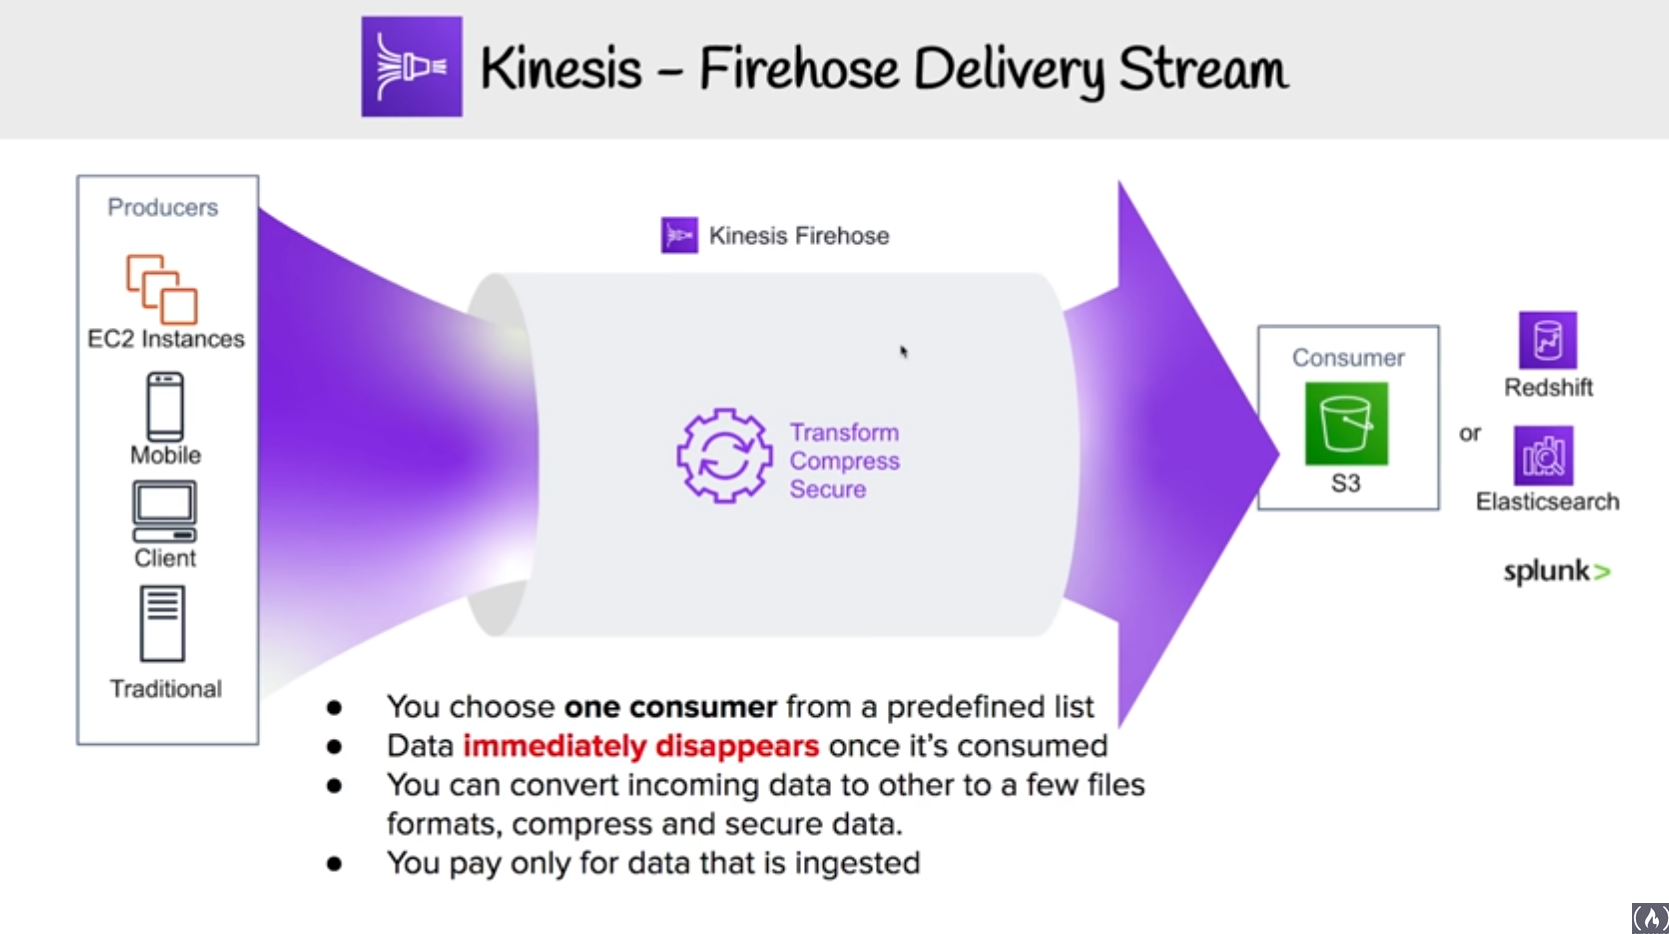 Kinesis – Firehose Delivery Stream
Producers
EC2 Instances
Mobile
Client
Traditional
Kinesis Firehose
Transform
Compress
Secure
Consumer
S3
or
Redshift
Elasticsearch
splunk>
● You choose one consumer from a predefined list
● Data immediately disappears once it's consumed
● You can convert incoming data to other to a few files
formats, compress and secure data.
● You pay only for data that is ingested